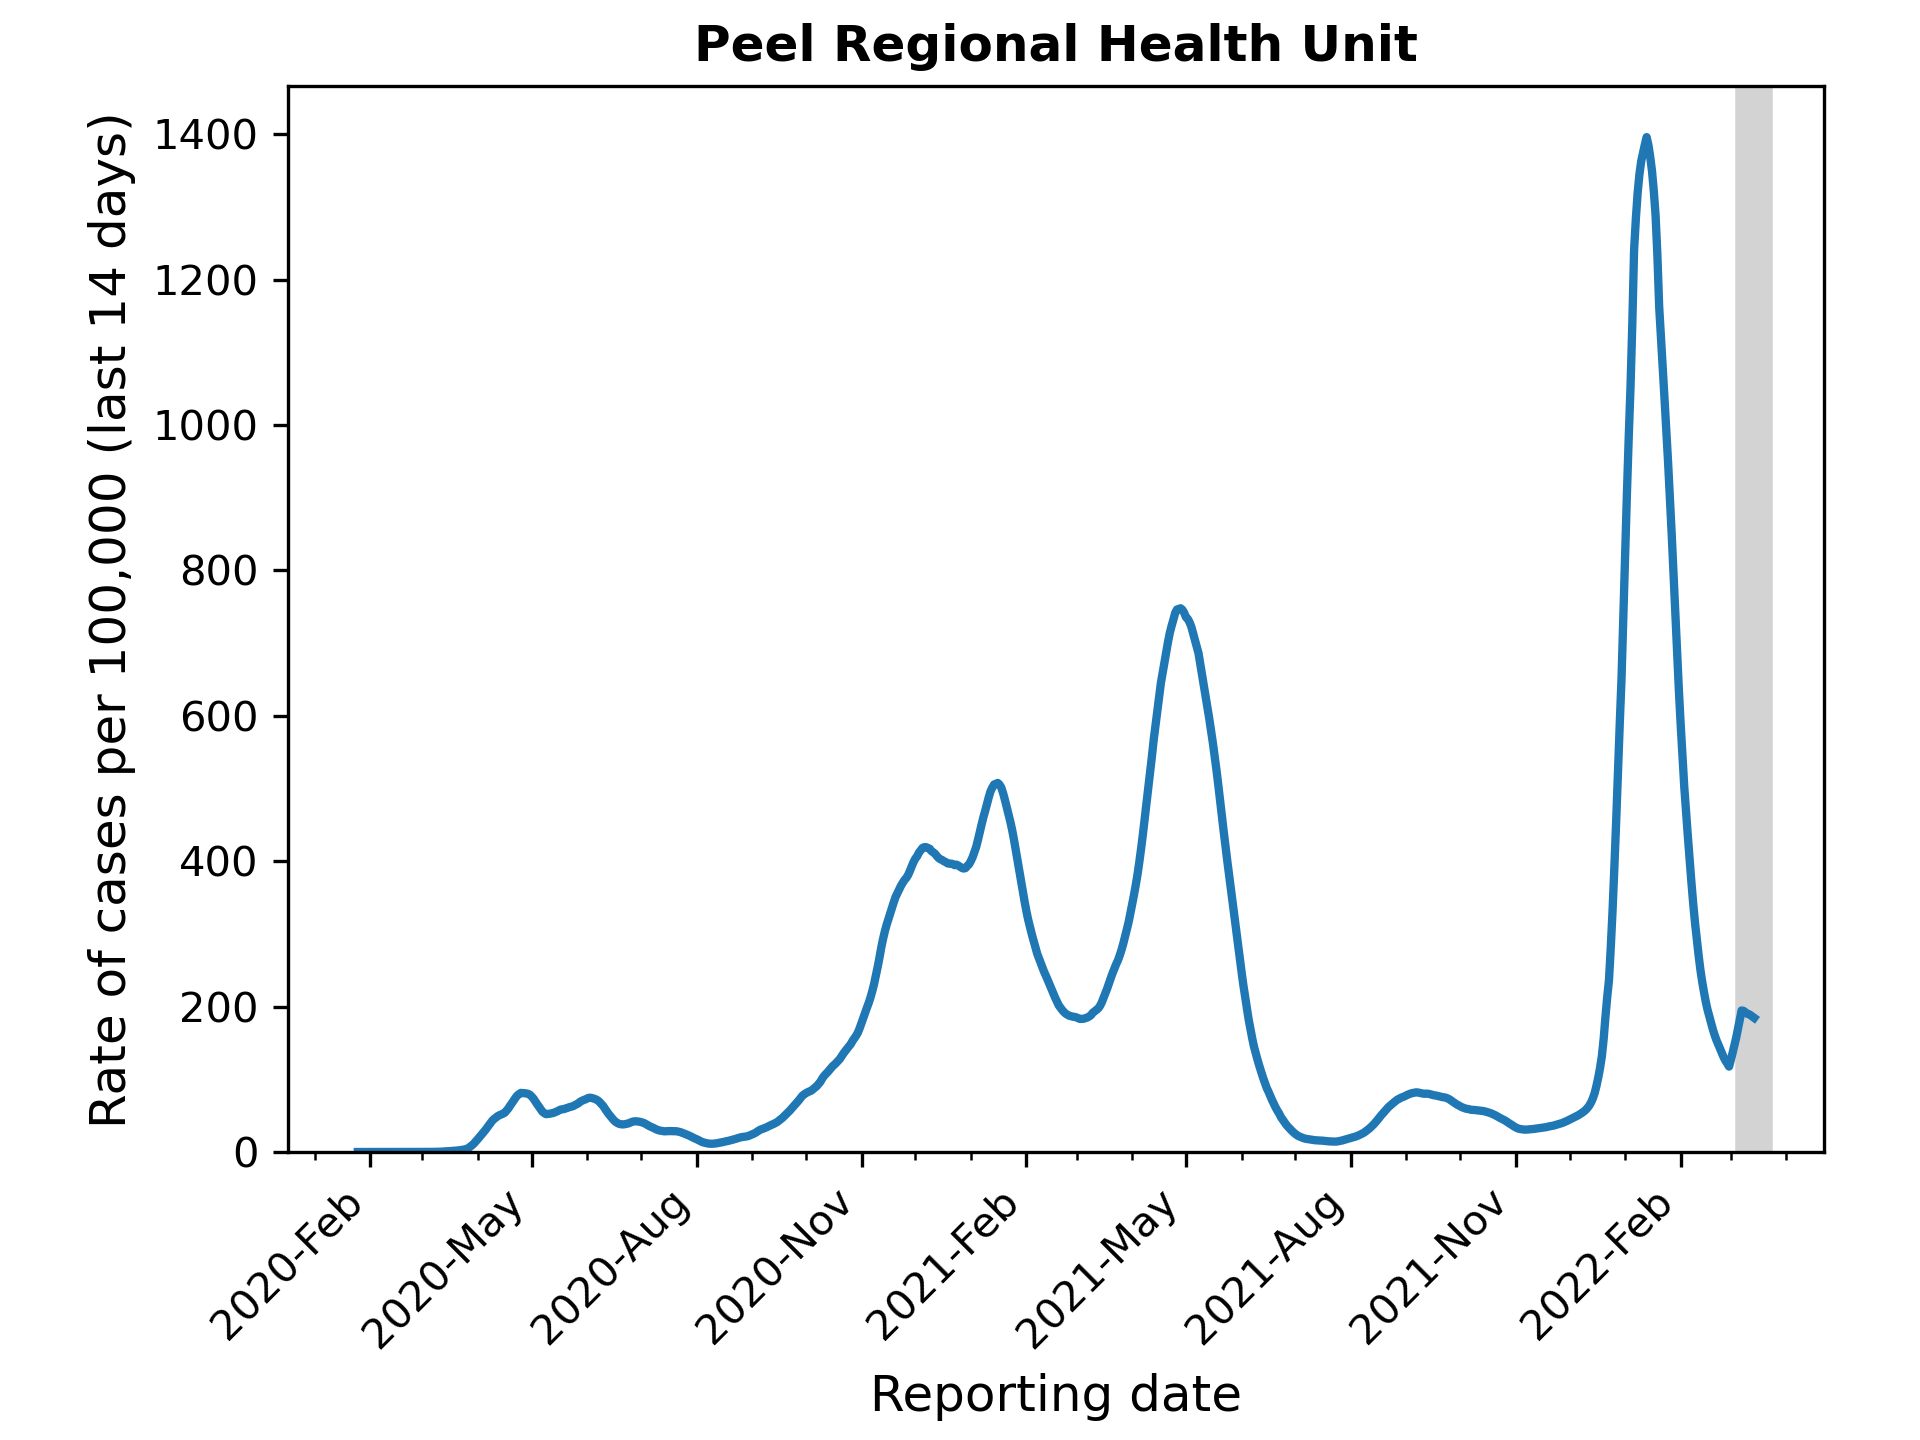 Peel Regional Health Unit
Rate of cases per 100,000 (last 14 days)
1400
1200
1000
800
600
400
200
0
2020-Feb
2020-May
2020-Aug
2020-Nov
2021-Feb
2021-May
2021-Aug
2021-Nov
2022-Feb
Reporting date